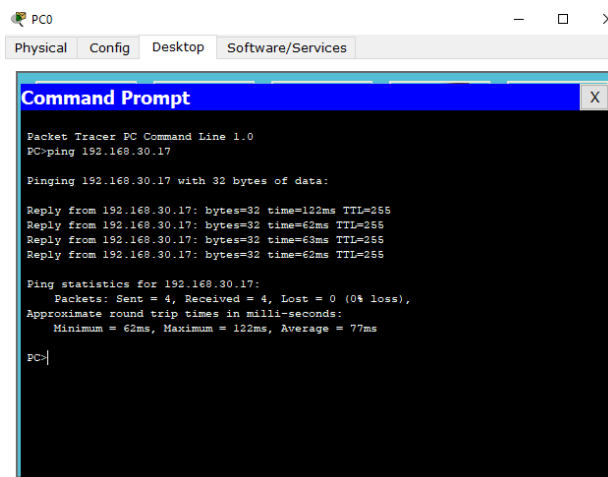 PC0
Physical Config Desktop Software/Services
Command Prompt
X
Packet Tracer PC Command Line 1.0
PC>ping 192.168.30.17
Pinging 192.168.30.17 with 32 bytes of data:
Reply from 192.168.30.17: bytes=32 time=122ms TTL=255
Reply from 192.168.30.17: bytes=32 time=62ms TTL=255
Reply from 192.168.30.17: bytes=32 time=63ms TTL=255
Reply from 192.168.30.17: bytes=32 time=62ms TTL=255
Ping statistics for 192.168.30.17:
Packets: Sent = 4, Received = 4, Lost = 0 (0% loss),
Approximate round trip times in milli-seconds:
Minimum = 62ms, Maximum = 122ms, Average = 77ms
PC>